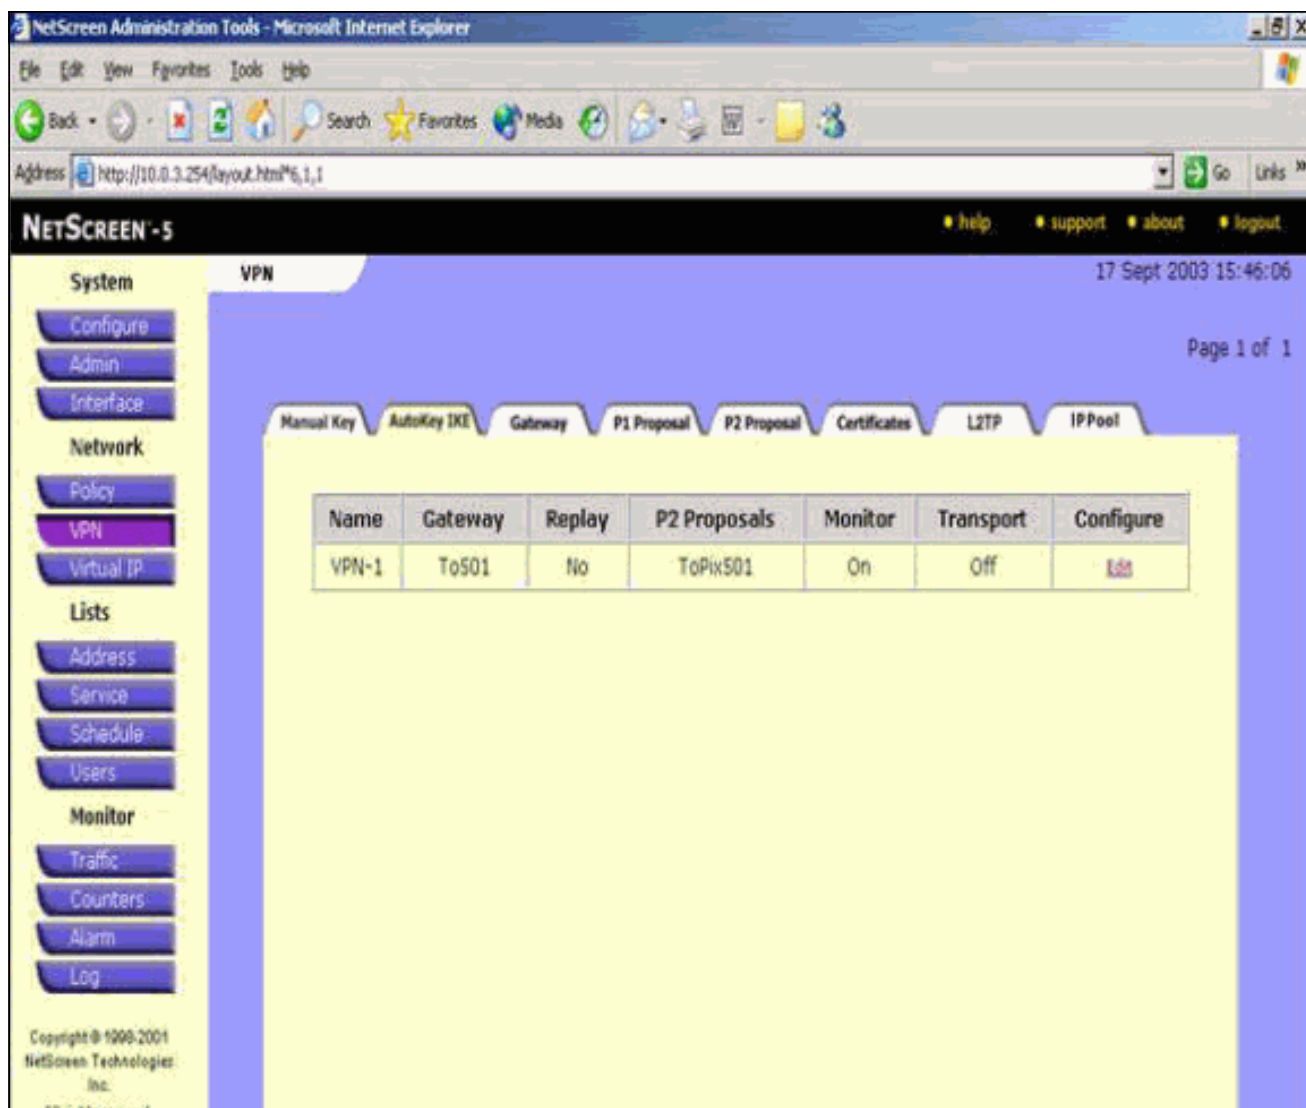 NetScreen Administration Tools - Microsoft Internet Explorer
File Edit View Favorites Tools Help
Back Search Favorites Media
Address http://10.0.3.254/layout.html*6,1,1 Go Links »
NETSCREEN-5 help support about logout
System
VPN
17 Sept 2003 15:46:06
Configure
Page 1 of 1
Admin
Interface
Manual Key AutoKey IKE Gateway P1 Proposal P2 Proposal Certificates L2TP IP Pool
Network
Policy
VPN
Virtual IP
Name Gateway Replay P2 Proposals Monitor Transport Configure
VPN-1 To501 No ToPix501 On Off Edit
Lists
Address
Service
Schedule
Users
Monitor
Traffic
Counters
Alarm
Log
Copyright © 1998-2001
NetScreen Technologies
Inc.